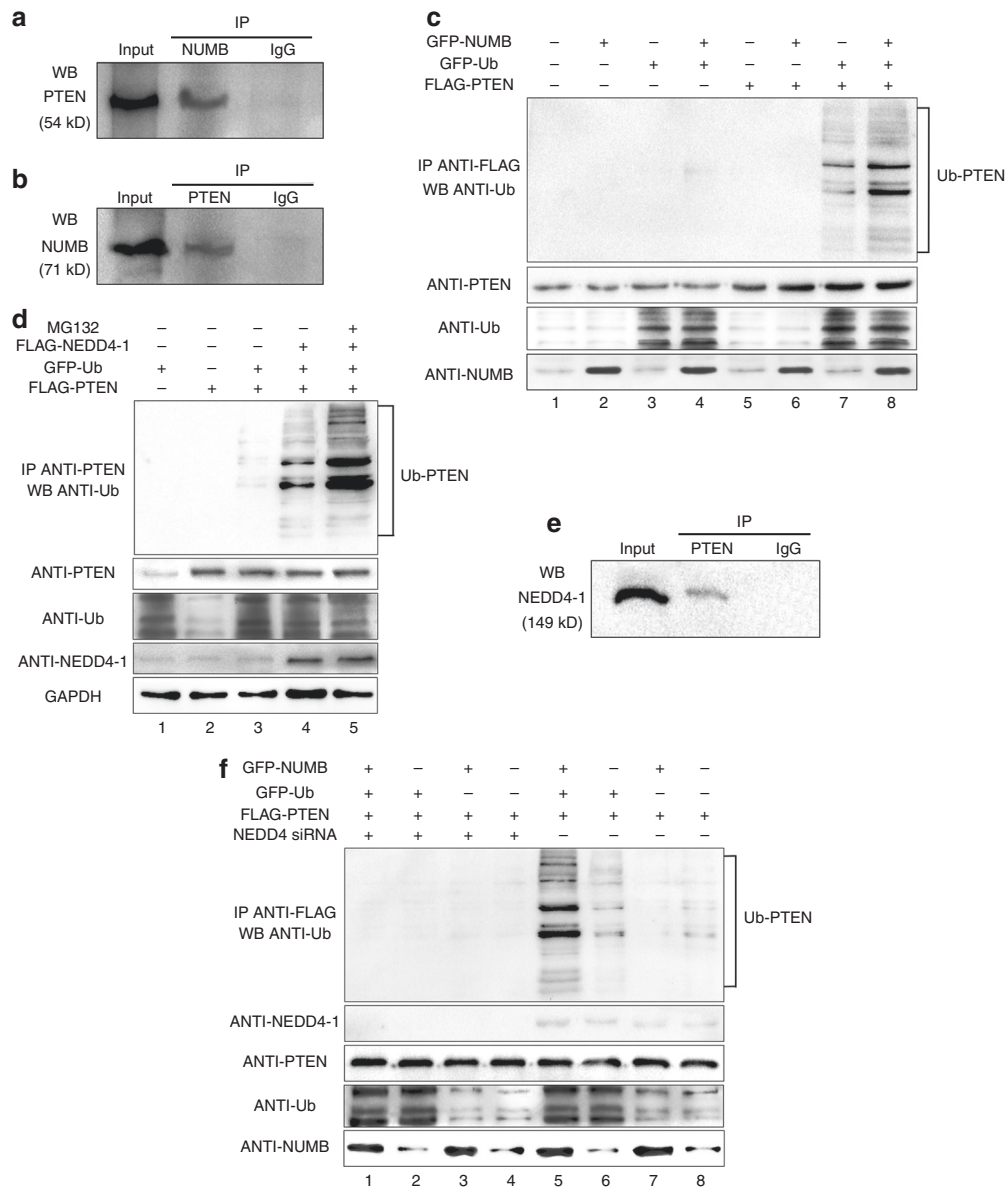 a
IP
Input NUMB IgG
WB
PTEN
(54 kD)
b
IP
Input PTEN IgG
WB
NUMB
(71 kD)
c
GFP-NUMB – + – + – + – +
GFP-Ub – – + + – – + +
FLAG-PTEN – – – – + + + +
IP ANTI-FLAG
WB ANTI-Ub
Ub-PTEN
ANTI-PTEN
ANTI-Ub
ANTI-NUMB
1 2 3 4 5 6 7 8
d
MG132 – – – – +
FLAG-NEDD4-1 – – – + +
GFP-Ub + – + + +
FLAG-PTEN – + + + +
IP ANTI-PTEN
WB ANTI-Ub
Ub-PTEN
ANTI-PTEN
ANTI-Ub
ANTI-NEDD4-1
GAPDH
1 2 3 4 5
e
IP
Input PTEN IgG
WB
NEDD4-1
(149 kD)
f
GFP-NUMB + – + – + – + –
GFP-Ub + + – – + + – –
FLAG-PTEN + + + + + + + +
NEDD4 siRNA + + + + – – – –
IP ANTI-FLAG
WB ANTI-Ub
Ub-PTEN
ANTI-NEDD4-1
ANTI-PTEN
ANTI-Ub
ANTI-NUMB
1 2 3 4 5 6 7 8